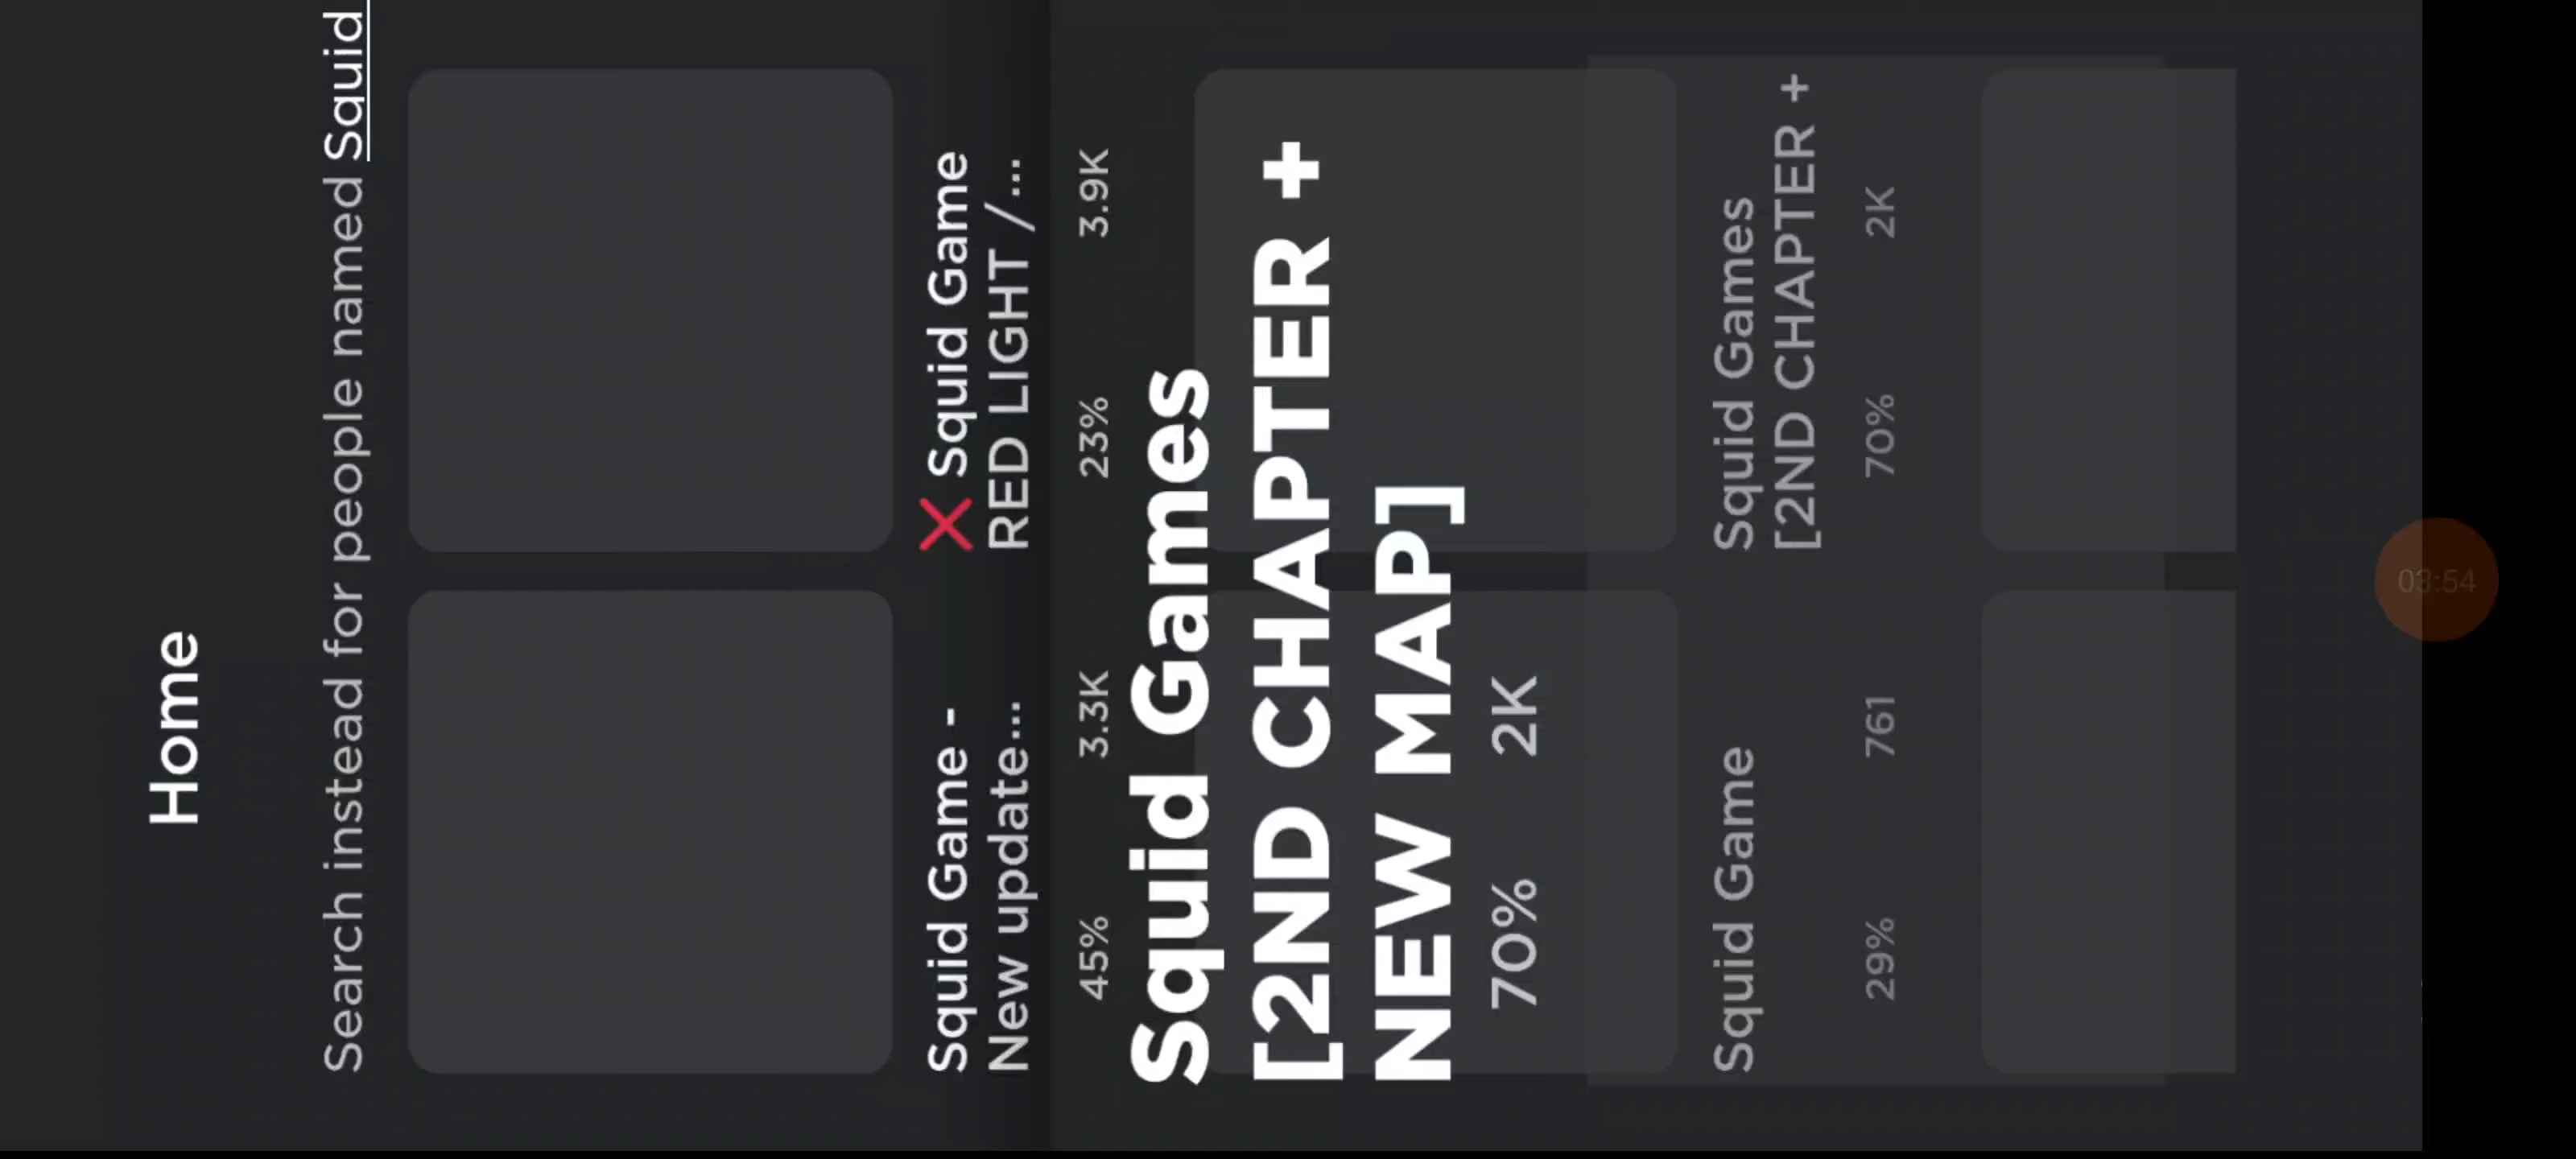 Home
Search instead for people named Squid
Squid Game -
New update...
45% 3.3K
❌ Squid Game
RED LIGHT /...
23% 3.9K
Squid Games
[2ND CHAPTER +
NEW MAP]
70% 2K
Squid Game
29% 761
Squid Games
[2ND CHAPTER +
70% 2K
03:54